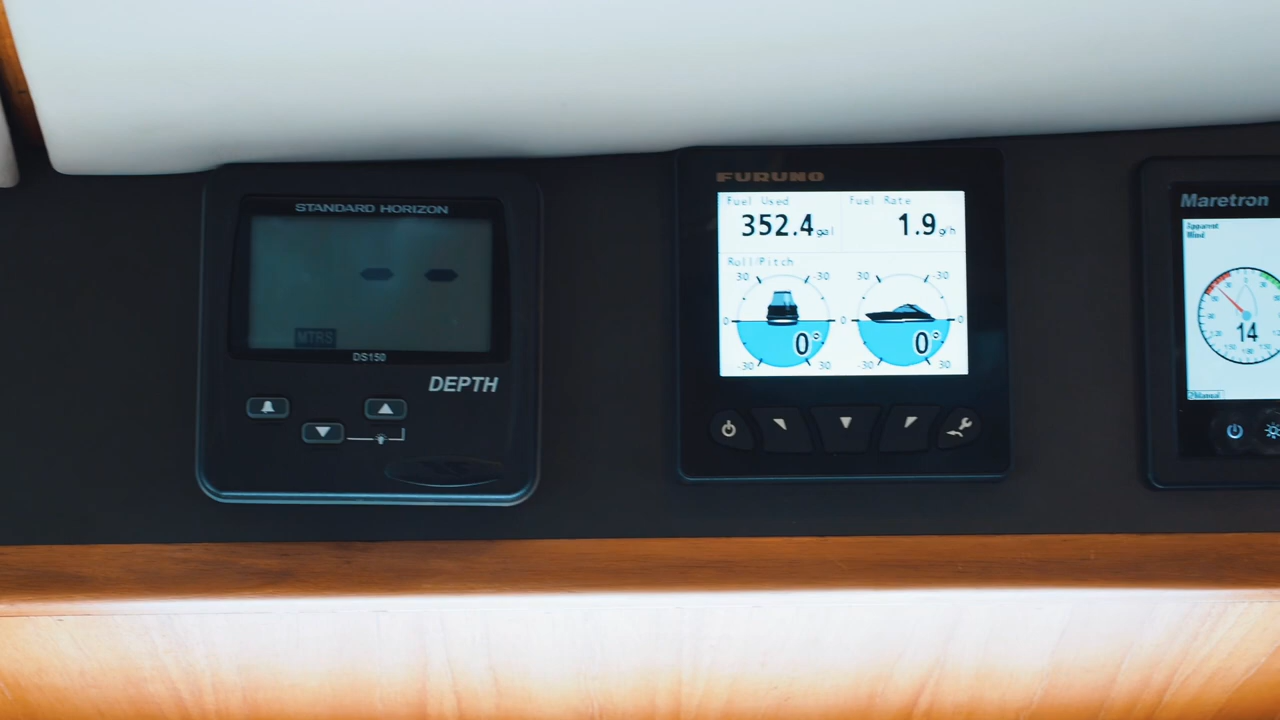 STANDARD HORIZON
- -
MTRS
DS150
DEPTH
FURUNO
Fuel Used
352.4 gal
Fuel Rate
1.9 g/h
Roll/Pitch
30 -30 30 -30
0 0 0
0° 0°
-30 30 -30 30
Maretron
Apparent
Wind
14